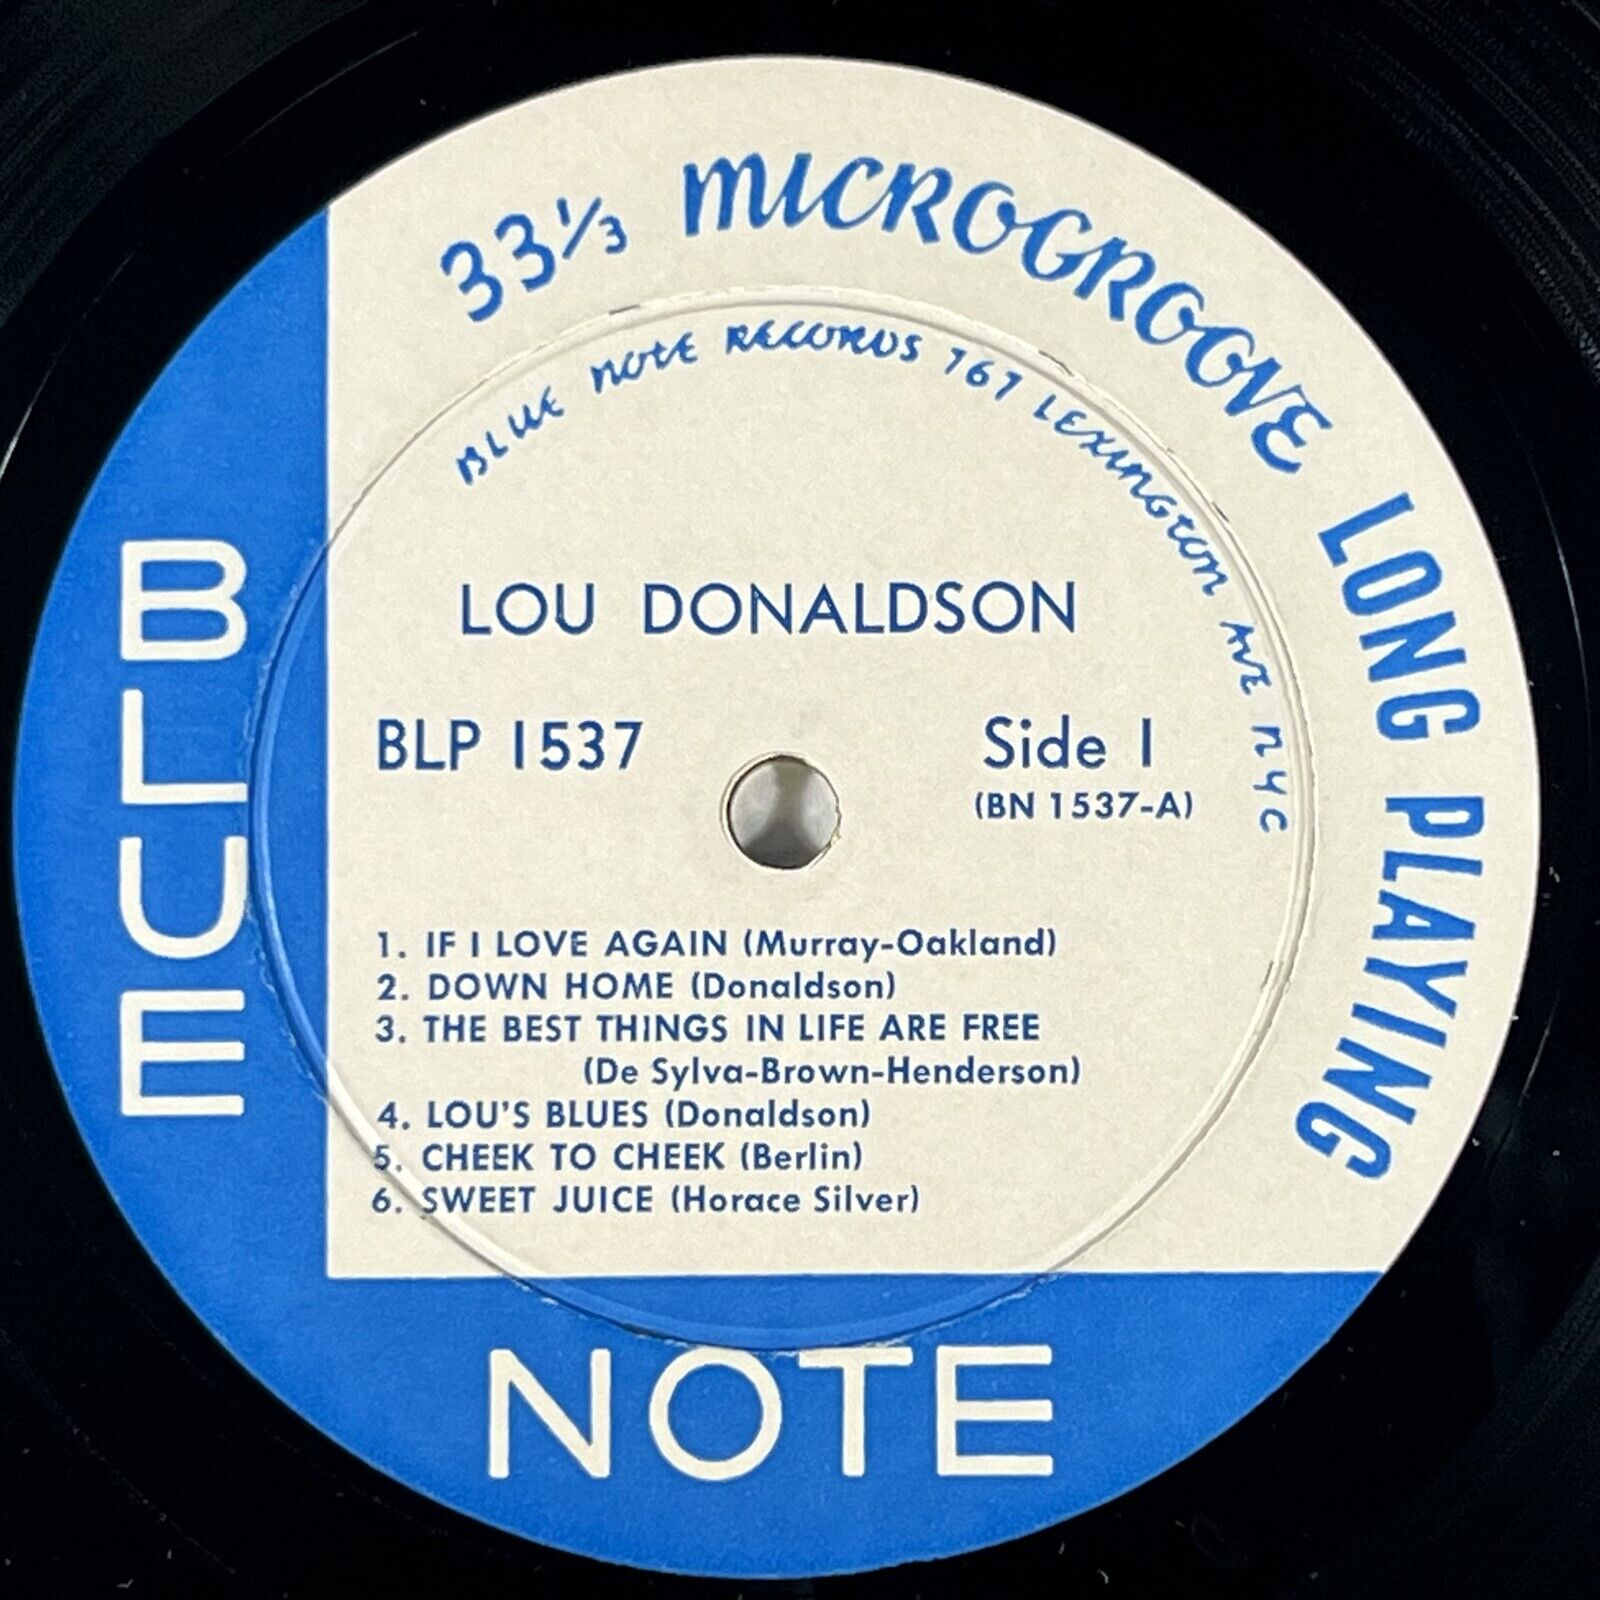 33⅓ MICROGROOVE LONG PLAYING
BLUE NOTE RECORDS 767 LEXINGTON AVE NYC
LOU DONALDSON
BLP 1537
Side 1
(BN 1537-A)
1. IF I LOVE AGAIN (Murray-Oakland)
2. DOWN HOME (Donaldson)
3. THE BEST THINGS IN LIFE ARE FREE
(De Sylva-Brown-Henderson)
4. LOU'S BLUES (Donaldson)
5. CHEEK TO CHEEK (Berlin)
6. SWEET JUICE (Horace Silver)
BLUE
NOTE